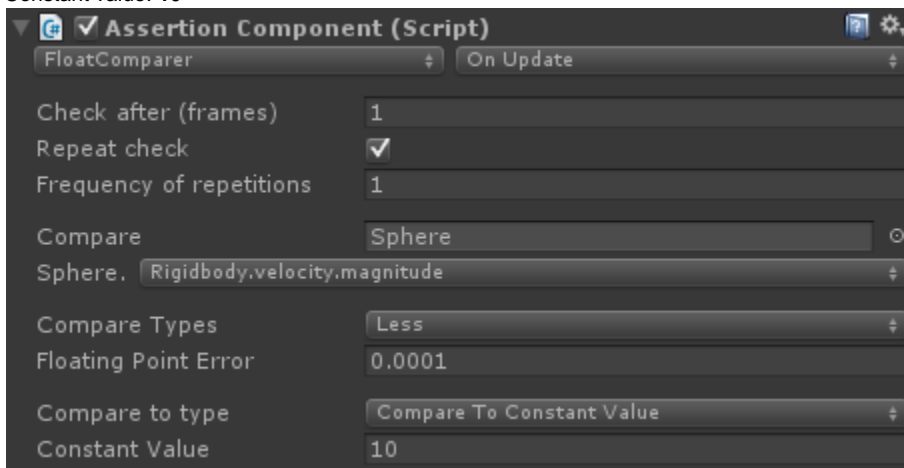 Constant value: 10
Assertion Component (Script)
FloatComparer On Update
Check after (frames) 1
Repeat check
Frequency of repetitions 1
Compare Sphere
Sphere. Rigidbody.velocity.magnitude
Compare Types Less
Floating Point Error 0.0001
Compare to type Compare To Constant Value
Constant Value 10